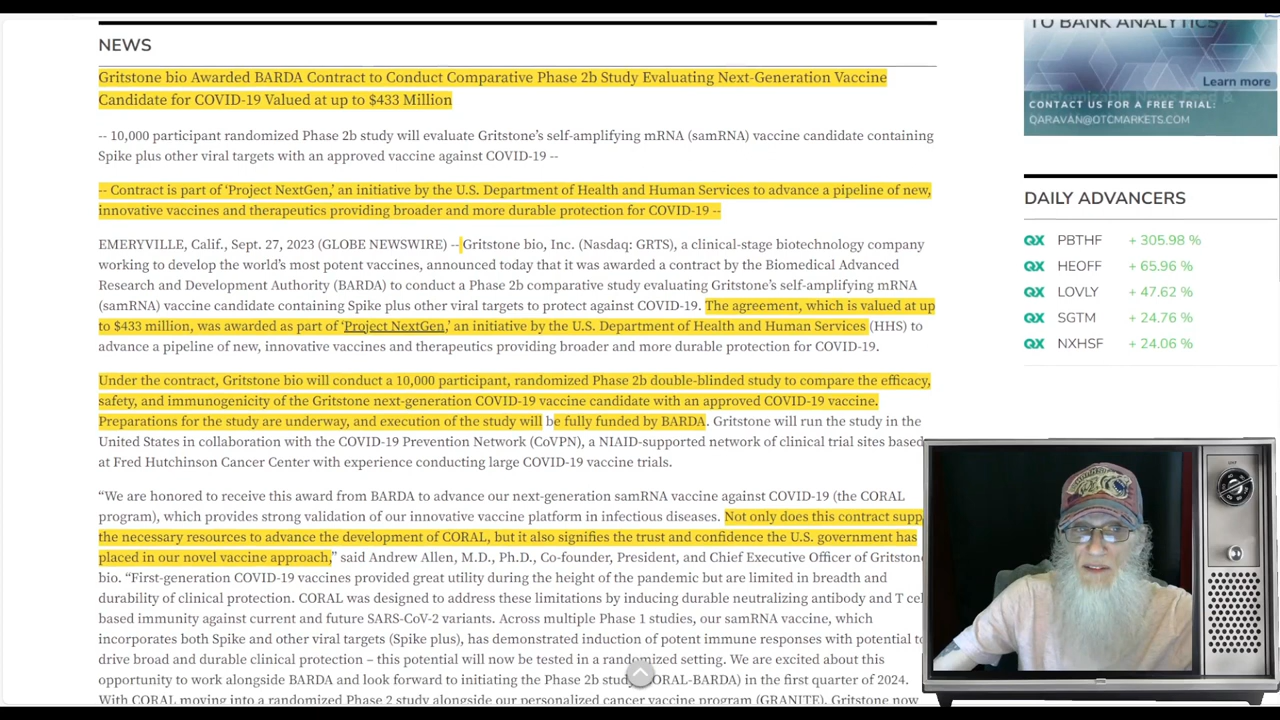 TO BANK ANALYTICS
NEWS
Gritstone bio Awarded BARDA Contract to Conduct Comparative Phase 2b Study Evaluating Next-Generation Vaccine
Candidate for COVID-19 Valued at up to $433 Million
Learn more
CONTACT US FOR A FREE TRIAL:
QARAVAN@OTCMARKETS.COM
-- 10,000 participant randomized Phase 2b study will evaluate Gritstone’s self-amplifying mRNA (samRNA) vaccine candidate containing
Spike plus other viral targets with an approved vaccine against COVID-19 --
-- Contract is part of ‘Project NextGen,’ an initiative by the U.S. Department of Health and Human Services to advance a pipeline of new,
innovative vaccines and therapeutics providing broader and more durable protection for COVID-19 --
EMERYVILLE, Calif., Sept. 27, 2023 (GLOBE NEWSWIRE) -- Gritstone bio, Inc. (Nasdaq: GRTS), a clinical-stage biotechnology company
working to develop the world’s most potent vaccines, announced today that it was awarded a contract by the Biomedical Advanced
Research and Development Authority (BARDA) to conduct a Phase 2b comparative study evaluating Gritstone’s self-amplifying mRNA
(samRNA) vaccine candidate containing Spike plus other viral targets to protect against COVID-19. The agreement, which is valued at up
to $433 million, was awarded as part of ‘Project NextGen,’ an initiative by the U.S. Department of Health and Human Services (HHS) to
advance a pipeline of new, innovative vaccines and therapeutics providing broader and more durable protection for COVID-19.
Under the contract, Gritstone bio will conduct a 10,000 participant, randomized Phase 2b double-blinded study to compare the efficacy,
safety, and immunogenicity of the Gritstone next-generation COVID-19 vaccine candidate with an approved COVID-19 vaccine.
Preparations for the study are underway, and execution of the study will be fully funded by BARDA. Gritstone will run the study in the
United States in collaboration with the COVID-19 Prevention Network (CoVPN), a NIAID-supported network of clinical trial sites based
at Fred Hutchinson Cancer Center with experience conducting large COVID-19 vaccine trials.
“We are honored to receive this award from BARDA to advance our next-generation samRNA vaccine against COVID-19 (the CORAL
program), which provides strong validation of our innovative vaccine platform in infectious diseases. Not only does this contract supp
the necessary resources to advance the development of CORAL, but it also signifies the trust and confidence the U.S. government has
placed in our novel vaccine approach,” said Andrew Allen, M.D., Ph.D., Co-founder, President, and Chief Executive Officer of Gritstone
bio. “First-generation COVID-19 vaccines provided great utility during the height of the pandemic but are limited in breadth and
durability of clinical protection. CORAL was designed to address these limitations by inducing durable neutralizing antibody and T cel
based immunity against current and future SARS-CoV-2 variants. Across multiple Phase 1 studies, our samRNA vaccine, which
incorporates both Spike and other viral targets (Spike plus), has demonstrated induction of potent immune responses with potential to
drive broad and durable clinical protection – this potential will now be tested in a randomized setting. We are excited about this
opportunity to work alongside BARDA and look forward to initiating the Phase 2b study ORAL-BARDA) in the first quarter of 2024.
With CORAL moving into a randomized Phase 2 study alongside our personalized cancer vaccine program (GRANITE), Gritstone now
DAILY ADVANCERS
QX PBTHF + 305.98 %
QX HEOFF + 65.96 %
QX LOVLY + 47.62 %
QX SGTM + 24.76 %
QX NXHSF + 24.06 %